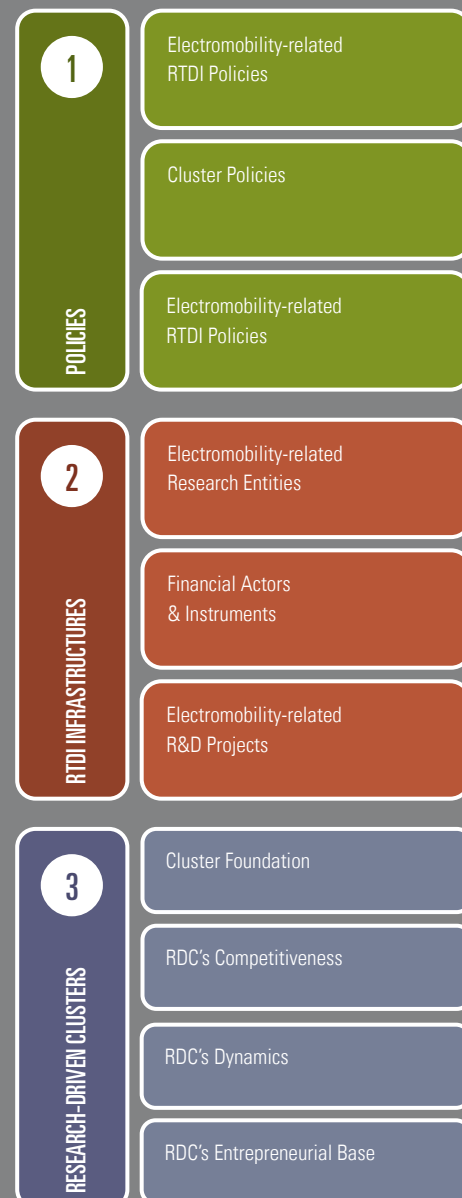 1
POLICIES
Electromobility-related
RTDI Policies
Cluster Policies
Electromobility-related
RTDI Policies
2
RTDI INFRASTRUCTURES
Electromobility-related
Research Entities
Financial Actors
& Instruments
Electromobility-related
R&D Projects
3
RESEARCH-DRIVEN CLUSTERS
Cluster Foundation
RDC's Competitiveness
RDC's Dynamics
RDC's Entrepreneurial Base